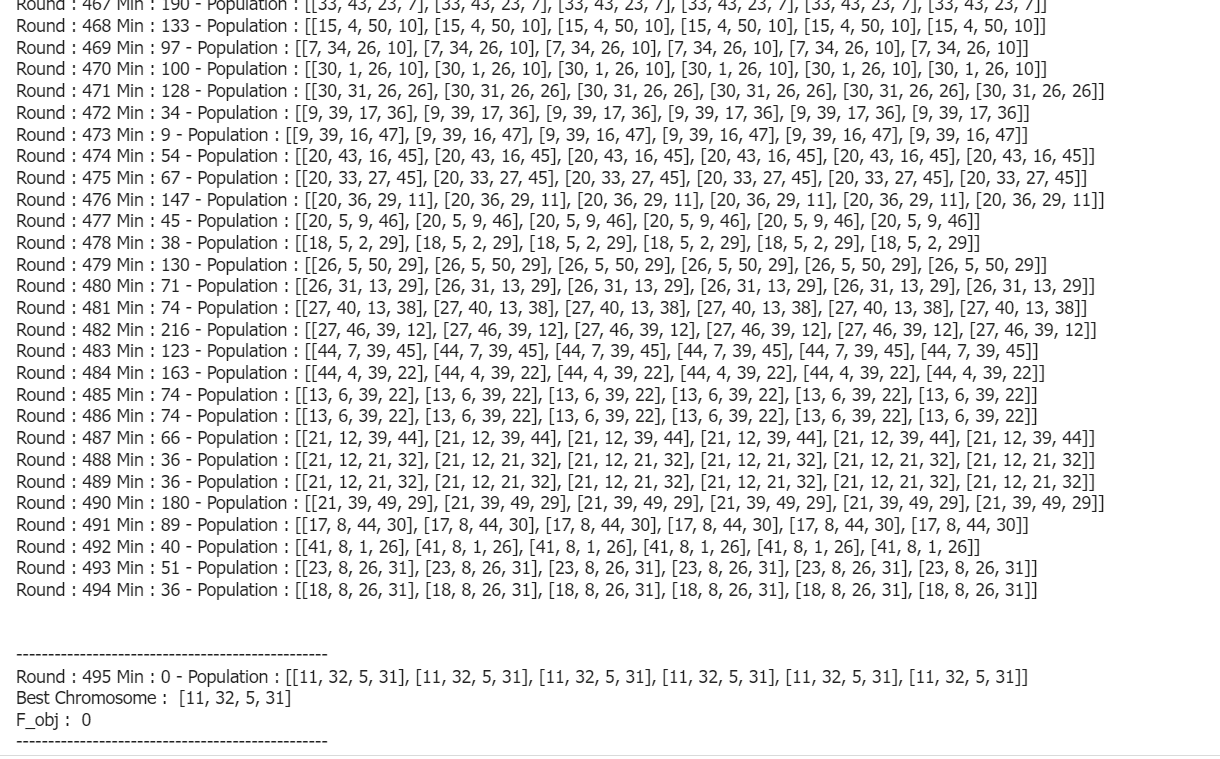 Round : 467 Min : 190 - Population : [[33, 43, 23, 7], [33, 43, 23, 7], [33, 43, 23, 7], [33, 43, 23, 7], [33, 43, 23, 7], [33, 43, 23, 7]]
Round : 468 Min : 133 - Population : [[15, 4, 50, 10], [15, 4, 50, 10], [15, 4, 50, 10], [15, 4, 50, 10], [15, 4, 50, 10], [15, 4, 50, 10]]
Round : 469 Min : 97 - Population : [[7, 34, 26, 10], [7, 34, 26, 10], [7, 34, 26, 10], [7, 34, 26, 10], [7, 34, 26, 10], [7, 34, 26, 10]]
Round : 470 Min : 100 - Population : [[30, 1, 26, 10], [30, 1, 26, 10], [30, 1, 26, 10], [30, 1, 26, 10], [30, 1, 26, 10], [30, 1, 26, 10]]
Round : 471 Min : 128 - Population : [[30, 31, 26, 26], [30, 31, 26, 26], [30, 31, 26, 26], [30, 31, 26, 26], [30, 31, 26, 26], [30, 31, 26, 26]]
Round : 472 Min : 34 - Population : [[9, 39, 17, 36], [9, 39, 17, 36], [9, 39, 17, 36], [9, 39, 17, 36], [9, 39, 17, 36], [9, 39, 17, 36]]
Round : 473 Min : 9 - Population : [[9, 39, 16, 47], [9, 39, 16, 47], [9, 39, 16, 47], [9, 39, 16, 47], [9, 39, 16, 47], [9, 39, 16, 47]]
Round : 474 Min : 54 - Population : [[20, 43, 16, 45], [20, 43, 16, 45], [20, 43, 16, 45], [20, 43, 16, 45], [20, 43, 16, 45], [20, 43, 16, 45]]
Round : 475 Min : 67 - Population : [[20, 33, 27, 45], [20, 33, 27, 45], [20, 33, 27, 45], [20, 33, 27, 45], [20, 33, 27, 45], [20, 33, 27, 45]]
Round : 476 Min : 147 - Population : [[20, 36, 29, 11], [20, 36, 29, 11], [20, 36, 29, 11], [20, 36, 29, 11], [20, 36, 29, 11], [20, 36, 29, 11]]
Round : 477 Min : 45 - Population : [[20, 5, 9, 46], [20, 5, 9, 46], [20, 5, 9, 46], [20, 5, 9, 46], [20, 5, 9, 46], [20, 5, 9, 46]]
Round : 478 Min : 38 - Population : [[18, 5, 2, 29], [18, 5, 2, 29], [18, 5, 2, 29], [18, 5, 2, 29], [18, 5, 2, 29], [18, 5, 2, 29]]
Round : 479 Min : 130 - Population : [[26, 5, 50, 29], [26, 5, 50, 29], [26, 5, 50, 29], [26, 5, 50, 29], [26, 5, 50, 29], [26, 5, 50, 29]]
Round : 480 Min : 71 - Population : [[26, 31, 13, 29], [26, 31, 13, 29], [26, 31, 13, 29], [26, 31, 13, 29], [26, 31, 13, 29], [26, 31, 13, 29]]
Round : 481 Min : 74 - Population : [[27, 40, 13, 38], [27, 40, 13, 38], [27, 40, 13, 38], [27, 40, 13, 38], [27, 40, 13, 38], [27, 40, 13, 38]]
Round : 482 Min : 216 - Population : [[27, 46, 39, 12], [27, 46, 39, 12], [27, 46, 39, 12], [27, 46, 39, 12], [27, 46, 39, 12], [27, 46, 39, 12]]
Round : 483 Min : 123 - Population : [[44, 7, 39, 45], [44, 7, 39, 45], [44, 7, 39, 45], [44, 7, 39, 45], [44, 7, 39, 45], [44, 7, 39, 45]]
Round : 484 Min : 163 - Population : [[44, 4, 39, 22], [44, 4, 39, 22], [44, 4, 39, 22], [44, 4, 39, 22], [44, 4, 39, 22], [44, 4, 39, 22]]
Round : 485 Min : 74 - Population : [[13, 6, 39, 22], [13, 6, 39, 22], [13, 6, 39, 22], [13, 6, 39, 22], [13, 6, 39, 22], [13, 6, 39, 22]]
Round : 486 Min : 74 - Population : [[13, 6, 39, 22], [13, 6, 39, 22], [13, 6, 39, 22], [13, 6, 39, 22], [13, 6, 39, 22], [13, 6, 39, 22]]
Round : 487 Min : 66 - Population : [[21, 12, 39, 44], [21, 12, 39, 44], [21, 12, 39, 44], [21, 12, 39, 44], [21, 12, 39, 44], [21, 12, 39, 44]]
Round : 488 Min : 36 - Population : [[21, 12, 21, 32], [21, 12, 21, 32], [21, 12, 21, 32], [21, 12, 21, 32], [21, 12, 21, 32], [21, 12, 21, 32]]
Round : 489 Min : 36 - Population : [[21, 12, 21, 32], [21, 12, 21, 32], [21, 12, 21, 32], [21, 12, 21, 32], [21, 12, 21, 32], [21, 12, 21, 32]]
Round : 490 Min : 180 - Population : [[21, 39, 49, 29], [21, 39, 49, 29], [21, 39, 49, 29], [21, 39, 49, 29], [21, 39, 49, 29], [21, 39, 49, 29]]
Round : 491 Min : 89 - Population : [[17, 8, 44, 30], [17, 8, 44, 30], [17, 8, 44, 30], [17, 8, 44, 30], [17, 8, 44, 30], [17, 8, 44, 30]]
Round : 492 Min : 40 - Population : [[41, 8, 1, 26], [41, 8, 1, 26], [41, 8, 1, 26], [41, 8, 1, 26], [41, 8, 1, 26], [41, 8, 1, 26]]
Round : 493 Min : 51 - Population : [[23, 8, 26, 31], [23, 8, 26, 31], [23, 8, 26, 31], [23, 8, 26, 31], [23, 8, 26, 31], [23, 8, 26, 31]]
Round : 494 Min : 36 - Population : [[18, 8, 26, 31], [18, 8, 26, 31], [18, 8, 26, 31], [18, 8, 26, 31], [18, 8, 26, 31], [18, 8, 26, 31]]
------------------------------------------------
Round : 495 Min : 0 - Population : [[11, 32, 5, 31], [11, 32, 5, 31], [11, 32, 5, 31], [11, 32, 5, 31], [11, 32, 5, 31], [11, 32, 5, 31]]
Best Chromosome :  [11, 32, 5, 31]
F_obj :  0
------------------------------------------------